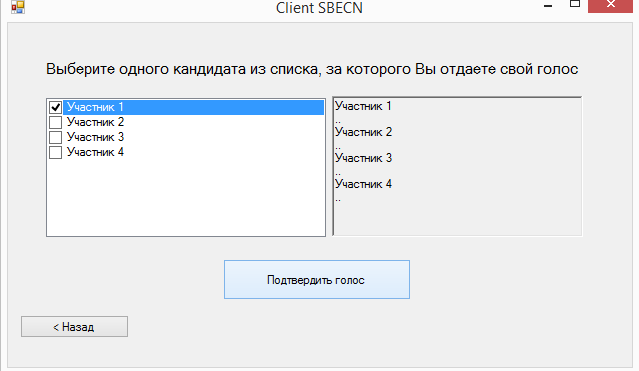 Client SBECN
Выберите одного кандидата из списка, за которого Вы отдаете свой голос
Участник 1
Участник 2
Участник 3
Участник 4
Участник 1
..
Участник 2
..
Участник 3
..
Участник 4
..
Подтвердить голос
< Назад